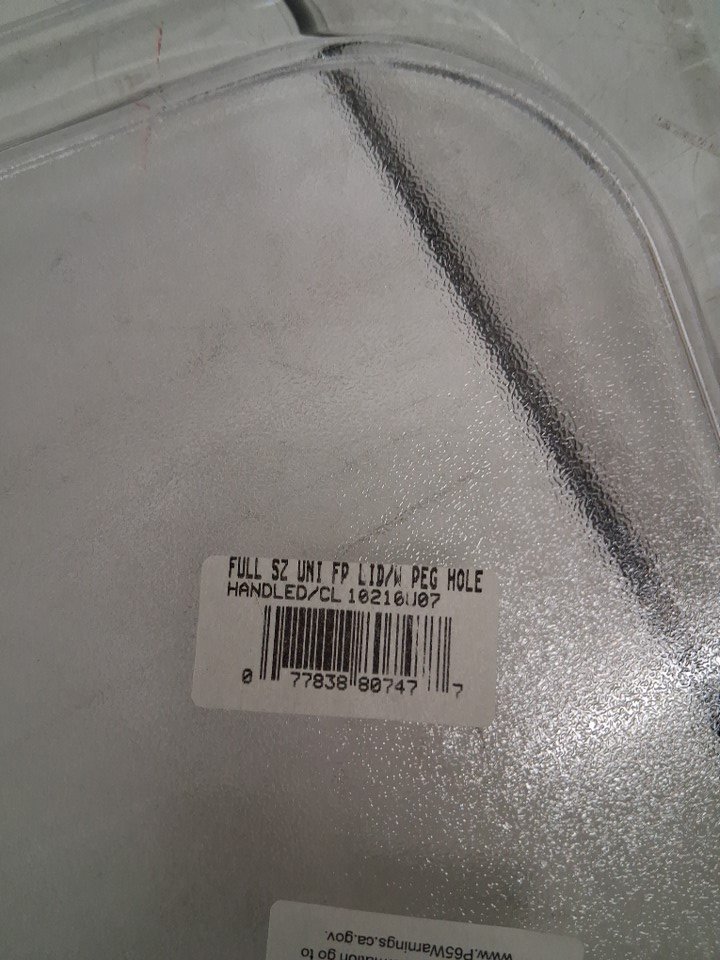 FULL SZ UNI FP LID/W PEG HOLE
HANDLED/CL 10216U07
0 77838 80747 7
www.P65Warnings.ca.gov.